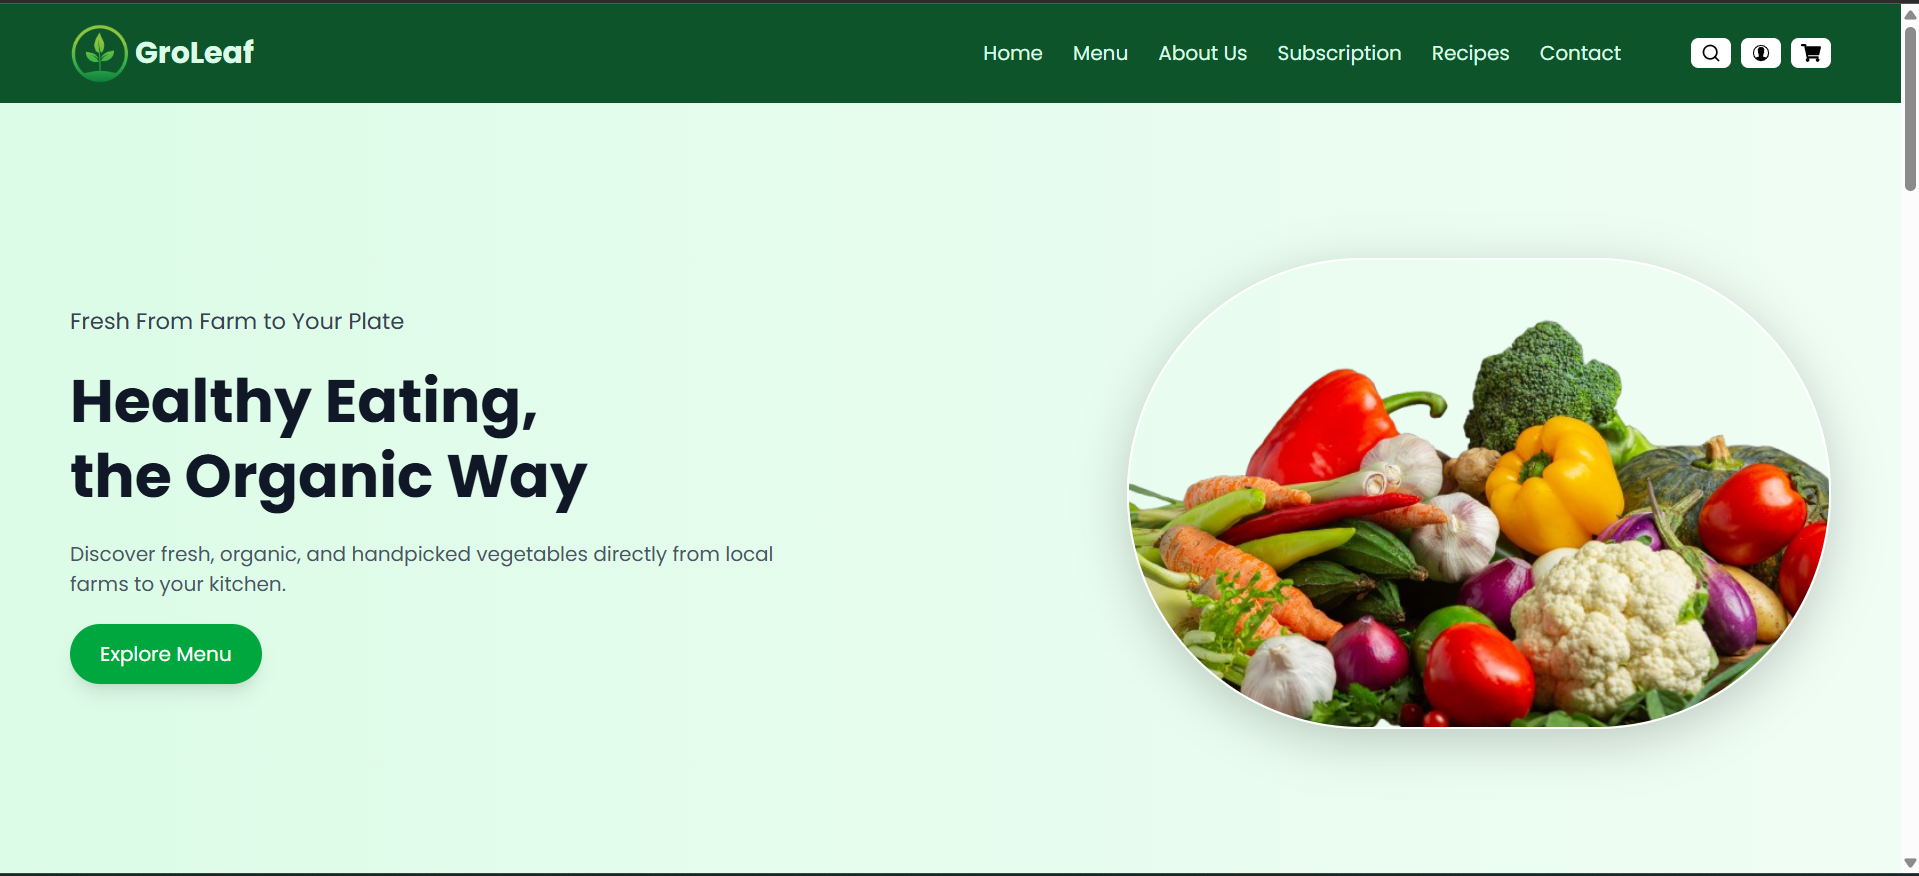 GroLeaf
Home Menu About Us Subscription Recipes Contact
Fresh From Farm to Your Plate
Healthy Eating,
the Organic Way
Discover fresh, organic, and handpicked vegetables directly from local
farms to your kitchen.
Explore Menu